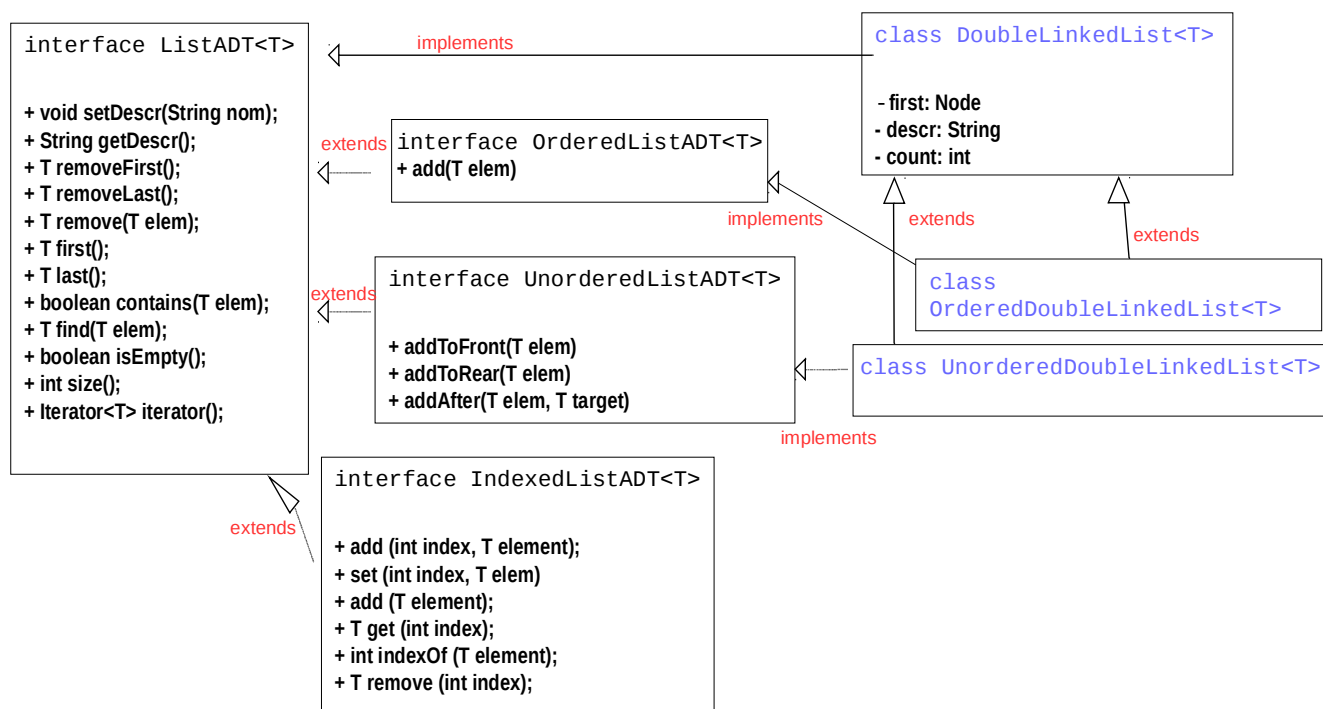 interface ListADT<T>
+ void setDescr(String nom);
+ String getDescr();
+ T removeFirst();
+ T removeLast();
+ T remove(T elem);
+ T first();
+ T last();
+ boolean contains(T elem);
+ T find(T elem);
+ boolean isEmpty();
+ int size();
+ Iterator<T> iterator();
implements
class DoubleLinkedList<T>
- first: Node
- descr: String
- count: int
extends
interface OrderedListADT<T>
+ add(T elem)
implements
extends
extends
class
OrderedDoubleLinkedList<T>
extends
interface UnorderedListADT<T>
+ addToFront(T elem)
+ addToRear(T elem)
+ addAfter(T elem, T target)
class UnorderedDoubleLinkedList<T>
implements
extends
interface IndexedListADT<T>
+ add (int index, T element);
+ set (int index, T elem)
+ add (T element);
+ T get (int index);
+ int indexOf (T element);
+ T remove (int index);